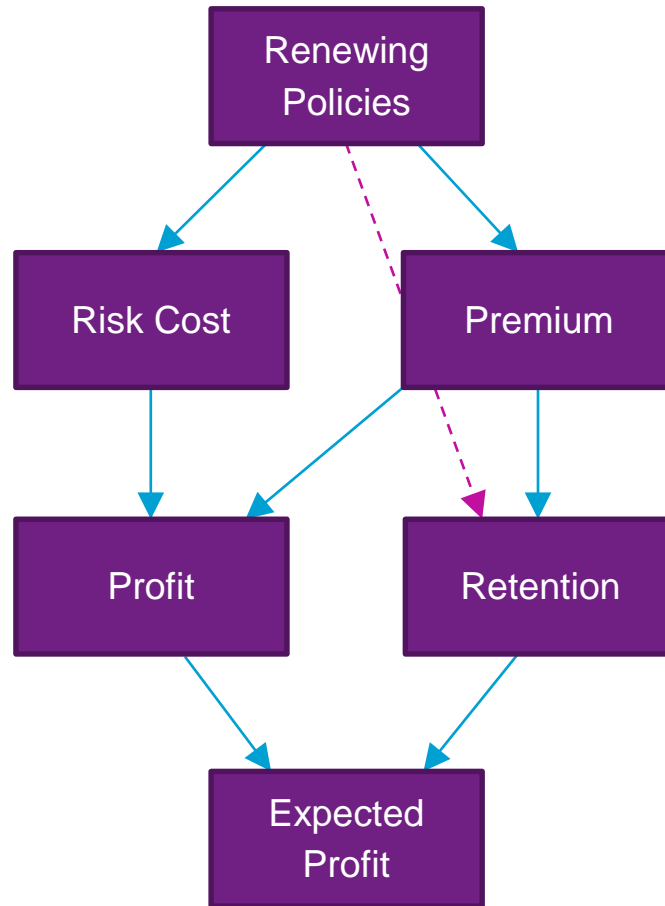 Renewing
Policies
Risk Cost
Premium
Profit
Retention
Expected
Profit